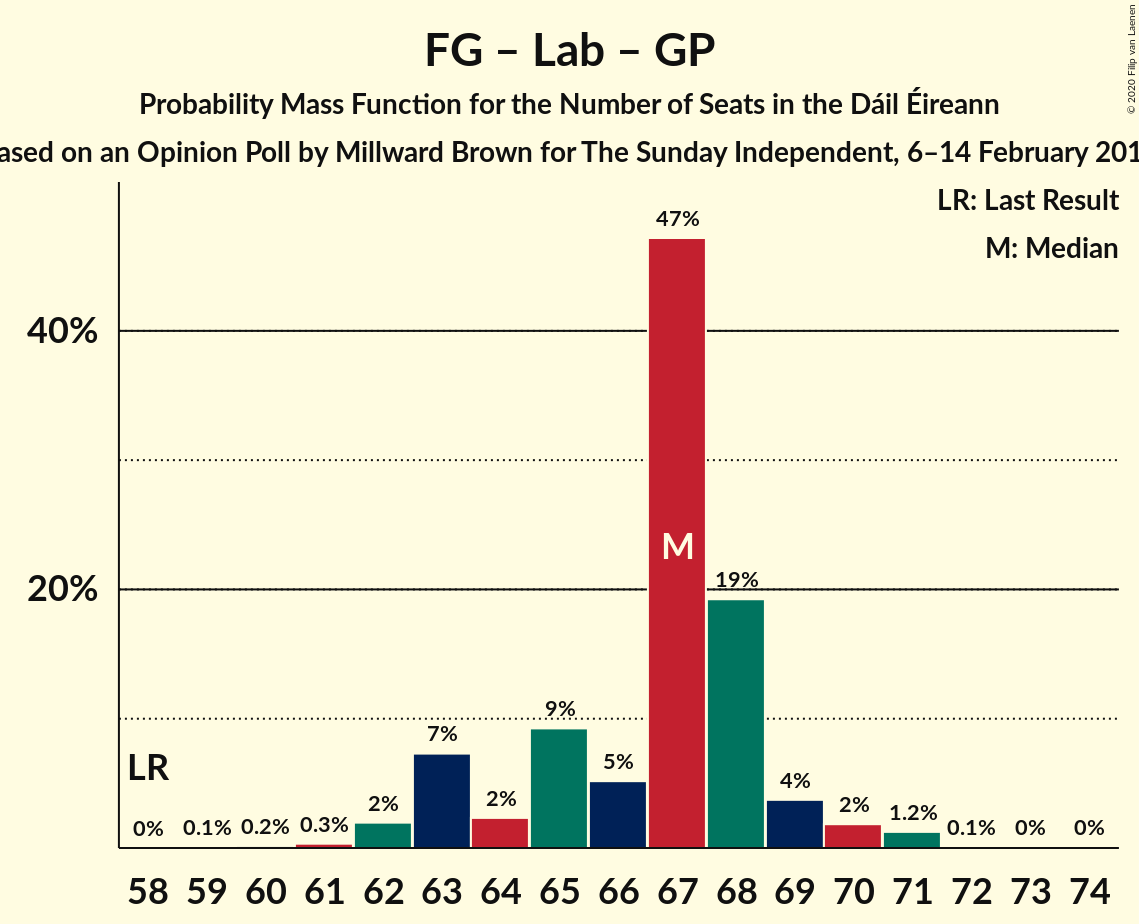 FG – Lab – GP
Probability Mass Function for the Number of Seats in the Dáil Éireann
ased on an Opinion Poll by Millward Brown for The Sunday Independent, 6–14 February 201
© 2020 Filip van Laenen
LR: Last Result
M: Median
47%
40%
M
20%
19%
9%
7%
LR
5%
4%
0% 0.1% 0.2% 0.3% 2% 2% 2% 1.2% 0.1% 0% 0%
58 59 60 61 62 63 64 65 66 67 68 69 70 71 72 73 74